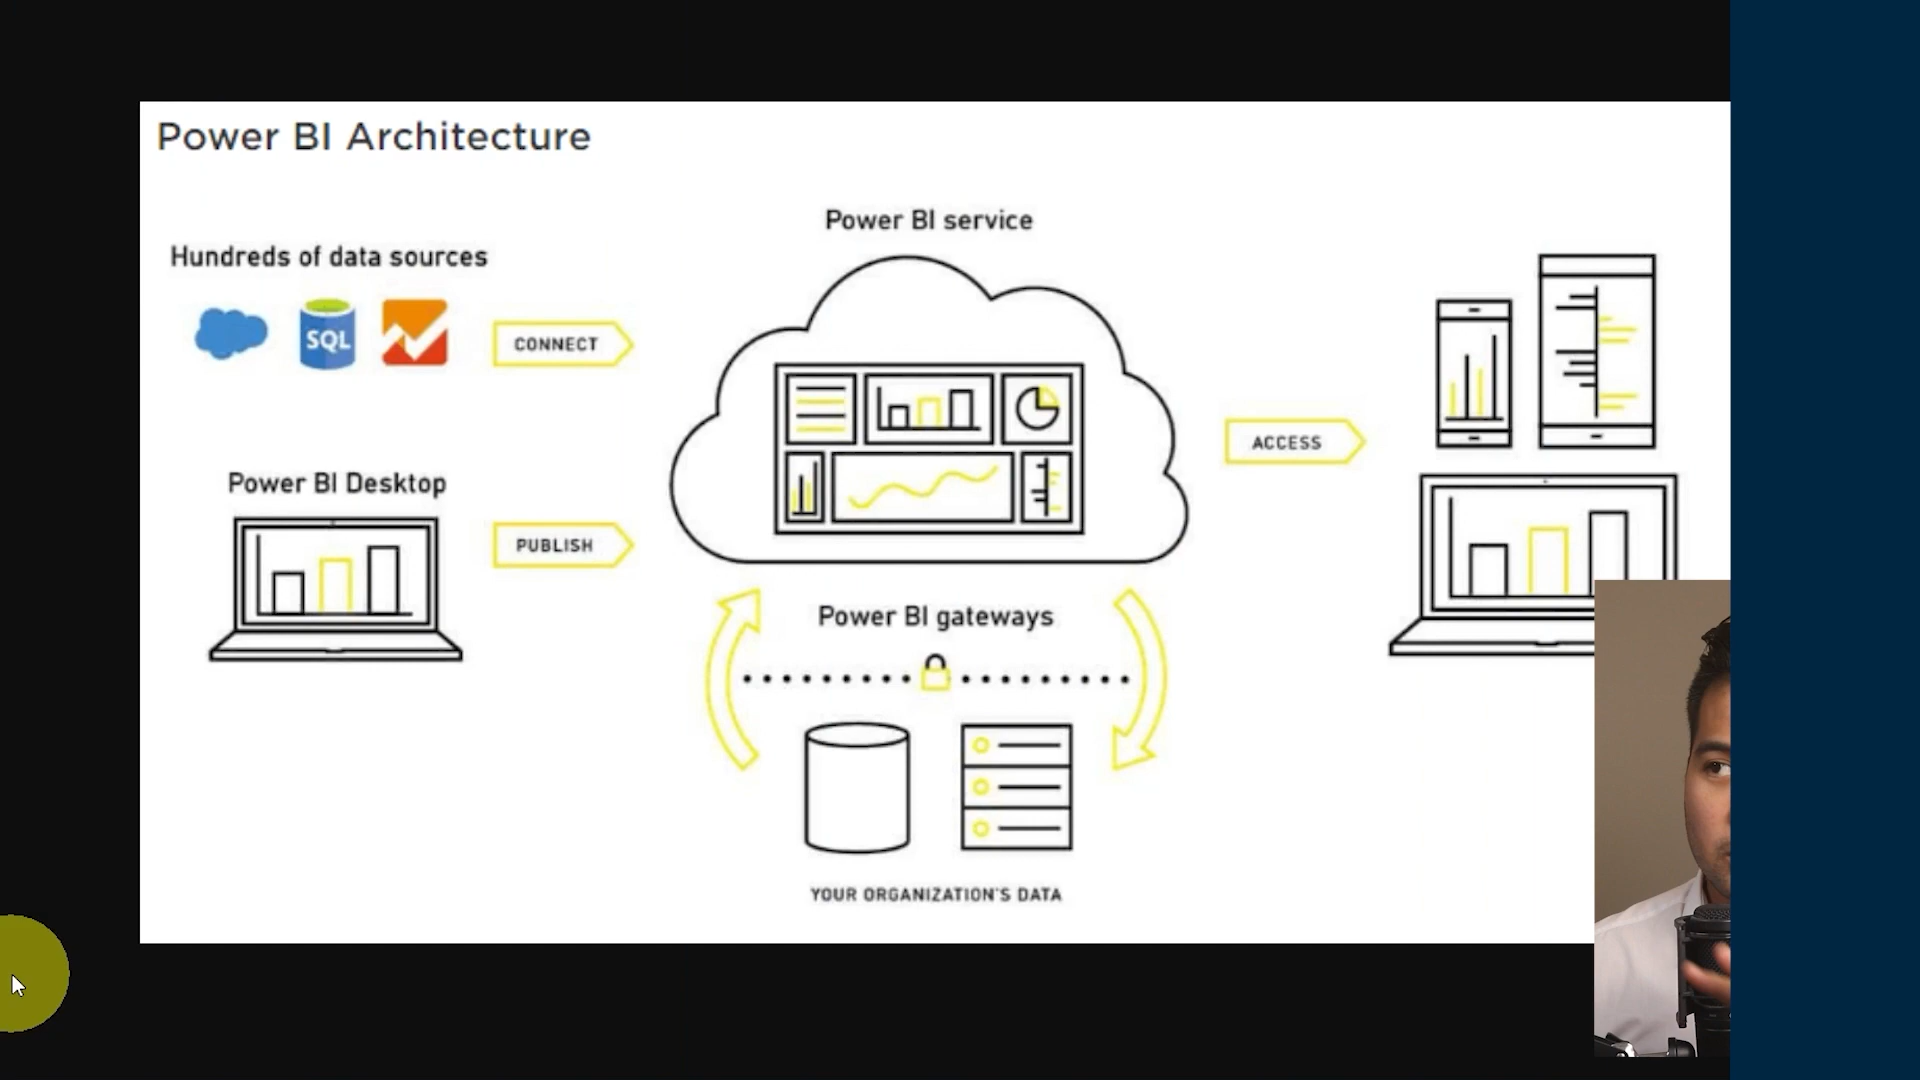 Power BI Architecture
Power BI service
Hundreds of data sources
SQL
CONNECT
ACCESS
Power BI Desktop
PUBLISH
Power BI gateways
YOUR ORGANIZATION'S DATA